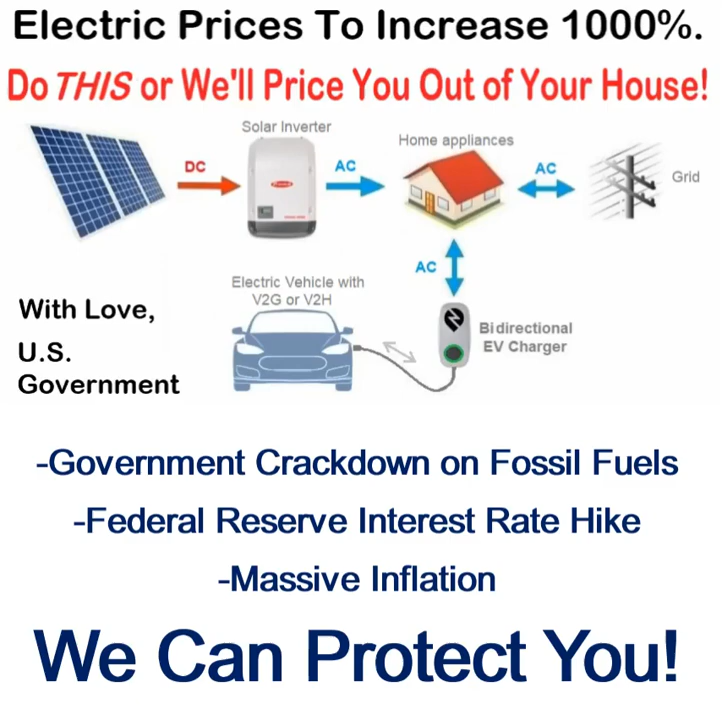 Electric Prices To Increase 1000%.
Do THIS or We'll Price You Out of Your House!
Solar Inverter
Home appliances
DC
AC
AC
Grid
AC
Electric Vehicle with
V2G or V2H
With Love,
U.S.
Government
Bidirectional
EV Charger
-Government Crackdown on Fossil Fuels
-Federal Reserve Interest Rate Hike
-Massive Inflation
We Can Protect You!